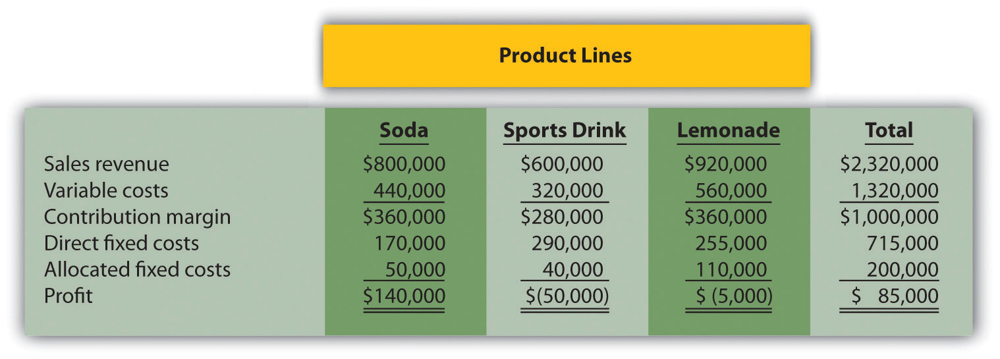 Product Lines
Soda Sports Drink Lemonade Total
Sales revenue $800,000 $600,000 $920,000 $2,320,000
Variable costs 440,000 320,000 560,000 1,320,000
Contribution margin $360,000 $280,000 $360,000 $1,000,000
Direct fixed costs 170,000 290,000 255,000 715,000
Allocated fixed costs 50,000 40,000 110,000 200,000
Profit $140,000 $(50,000) $ (5,000) $ 85,000